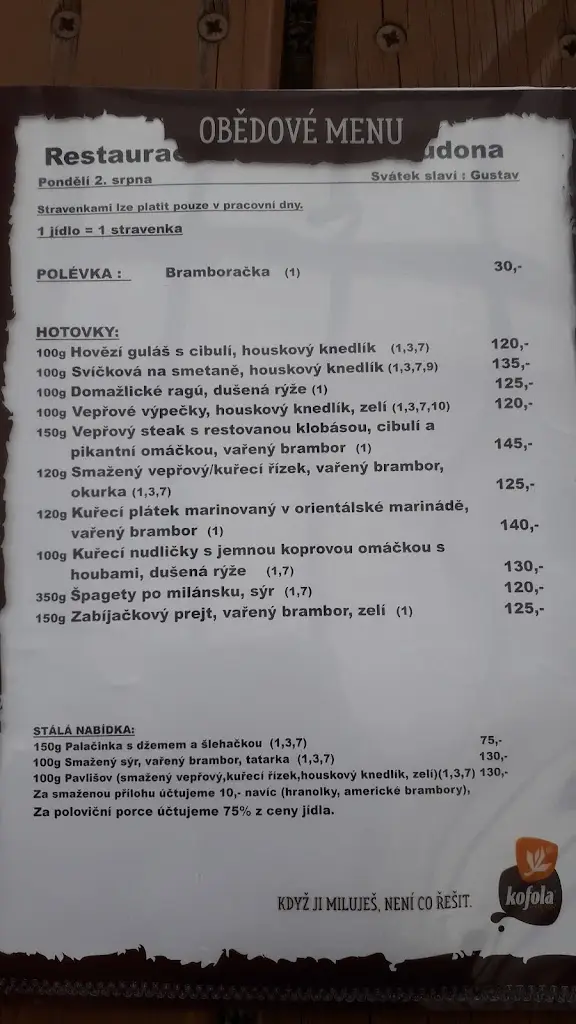 OBĚDOVÉ MENU
Pondělí 2. srpna Svátek slaví : Gustav
Stravenkami lze platit pouze v pracovní dny.
1 jídlo = 1 stravenka
POLÉVKA : Bramboračka (1) 30,-
HOTOVKY:
100g Hovězí guláš s cibulí, houskový knedlík (1,3,7) 120,-
100g Svíčková na smetaně, houskový knedlík (1,3,7,9) 135,-
100g Domažlické ragú, dušená rýže (1) 125,-
100g Vepřové výpečky, houskový knedlík, zelí (1,3,7,10) 120,-
150g Vepřový steak s restovanou klobásou, cibulí a
pikantní omáčkou, vařený brambor (1) 145,-
120g Smažený vepřový/kuřecí řízek, vařený brambor,
okurka (1,3,7) 125,-
120g Kuřecí plátek marinovaný v orientálské marinádě,
vařený brambor (1) 140,-
100g Kuřecí nudličky s jemnou koprovou omáčkou s
houbami, dušená rýže (1,7) 130,-
350g Špagety po milánsku, sýr (1,7) 120,-
150g Zabíjačkový prejt, vařený brambor, zelí (1) 125,-
STÁLÁ NABÍDKA:
150g Palačinka s džemem a šlehačkou (1,3,7) 75,-
100g Smažený sýr, vařený brambor, tatarka (1,3,7) 130,-
100g Pavlišov (smažený vepřový,kuřecí řízek,houskový knedlík, zelí)(1,3,7) 130,-
Za smaženou přílohu účtujeme 10,- navíc (hranolky, americké brambory),
Za poloviční porce účtujeme 75% z ceny jídla.
KDYŽ JI MILUJEŠ, NENÍ CO ŘEŠIT.
kofola